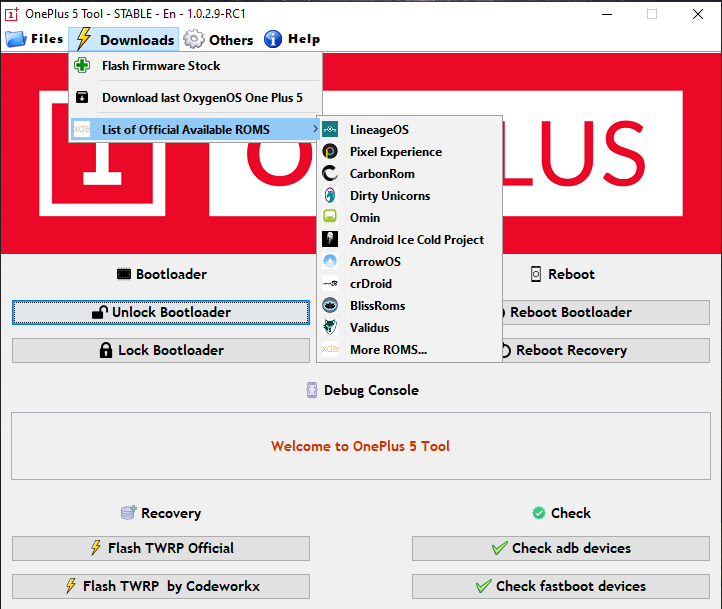 OnePlus 5 Tool - STABLE - En - 1.0.2.9-RC1
Files Downloads Others Help
Flash Firmware Stock
Download last OxygenOS One Plus 5
xda List of Official Available ROMS
LineageOS
Pixel Experience
CarbonRom
Dirty Unicorns
Omin
Android Ice Cold Project
ArrowOS
crDroid
BlissRoms
Validus
xda More ROMS...
1 LUS
Bootloader Reboot
Unlock Bootloader Reboot Bootloader
Lock Bootloader Reboot Recovery
Debug Console
Welcome to OnePlus 5 Tool
Recovery Check
Flash TWRP Official Check adb devices
Flash TWRP by Codeworkx Check fastboot devices